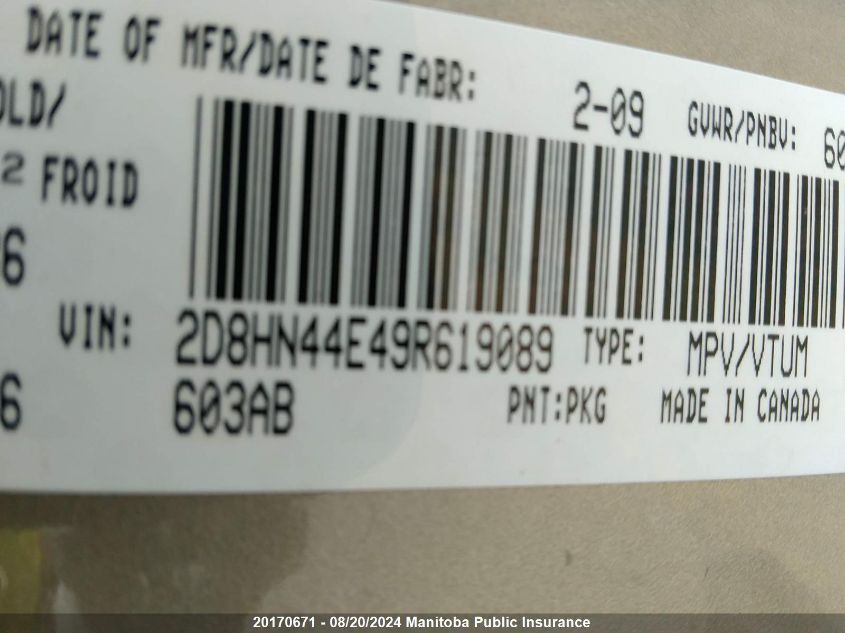 DATE OF MFR/DATE DE FABR: 2-09 GVWR/PNBV: 60
OLD/
2 FROID
6
VIN: 2D8HN44E49R619089 TYPE: MPV/VTUM
6 603AB PNT:PKG MADE IN CANADA
20170671 - 08/20/2024 Manitoba Public Insurance